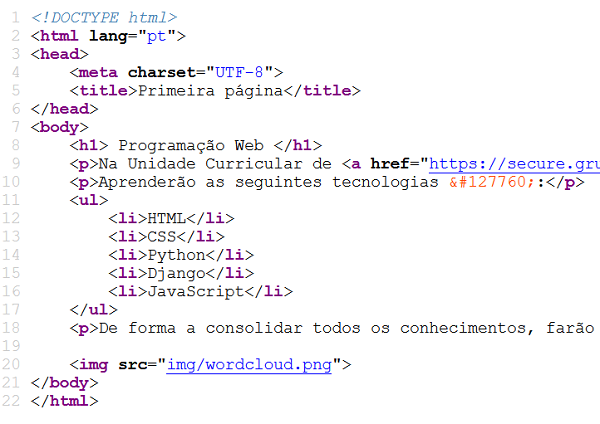 1 <!DOCTYPE html>
2 <html lang="pt">
3 <head>
4     <meta charset="UTF-8">
5     <title>Primeira página</title>
6 </head>
7 <body>
8     <h1> Programação Web </h1>
9     <p>Na Unidade Curricular de <a href="https://secure.gru
10     <p>Aprenderão as seguintes tecnologias &#127760;:</p>
11     <ul>
12         <li>HTML</li>
13         <li>CSS</li>
14         <li>Python</li>
15         <li>Django</li>
16         <li>JavaScript</li>
17     </ul>
18     <p>De forma a consolidar todos os conhecimentos, farão
19
20     <img src="img/wordcloud.png">
21 </body>
22 </html>